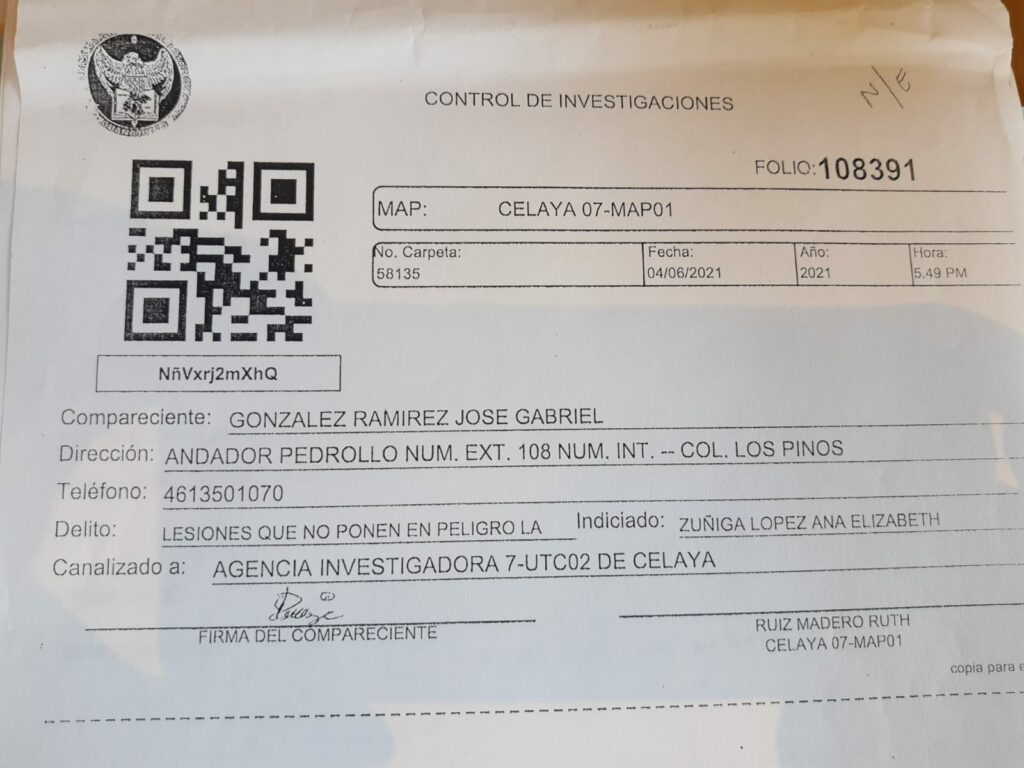 CONTROL DE INVESTIGACIONES
N/E
FOLIO:108391
MAP: CELAYA 07-MAP01
No. Carpeta: Fecha: Año: Hora:
58135 04/06/2021 2021 5.49 PM
NñVxrj2mXhQ
Compareciente: GONZALEZ RAMIREZ JOSE GABRIEL
Dirección: ANDADOR PEDROLLO NUM. EXT. 108 NUM. INT. -- COL. LOS PINOS
Teléfono: 4613501070
Delito: LESIONES QUE NO PONEN EN PELIGRO LA Indiciado: ZUÑIGA LOPEZ ANA ELIZABETH
Canalizado a: AGENCIA INVESTIGADORA 7-UTC02 DE CELAYA
FIRMA DEL COMPARECIENTE
RUIZ MADERO RUTH
CELAYA 07-MAP01
copia para e